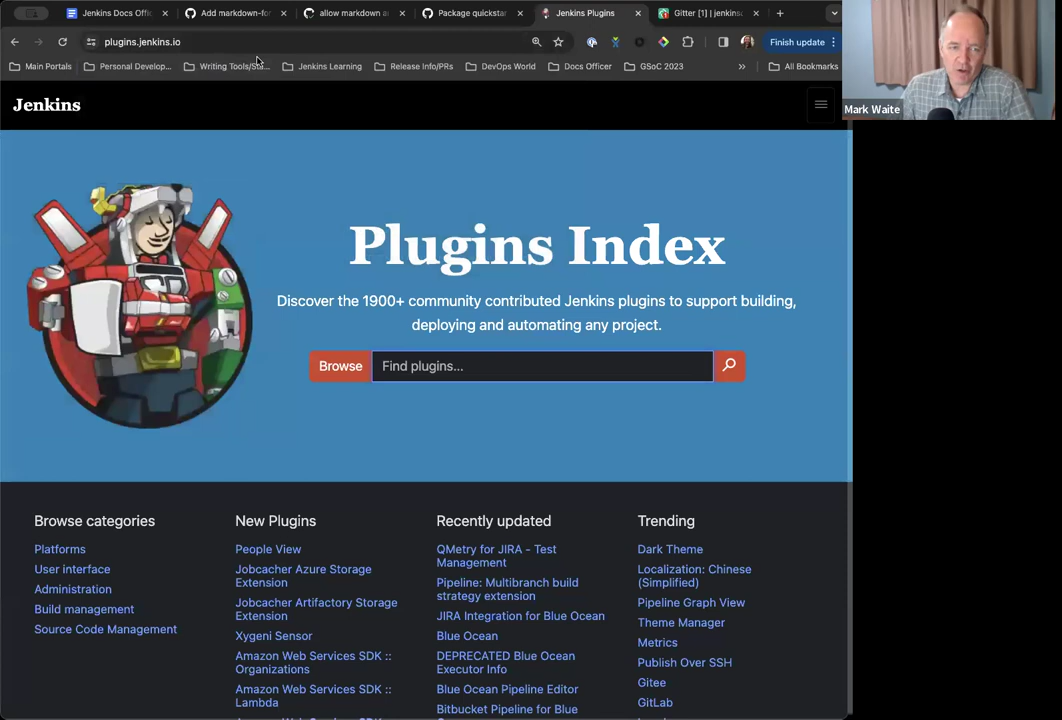 Jenkins Docs Offi
Add markdown-for
allow markdown a
Package quickstar
Jenkins Plugins
Gitter [1] | jenkins
plugins.jenkins.io
Finish update
Main Portals
Personal Develop...
Writing Tools/St...
Jenkins Learning
Release Info/PRs
DevOps World
Docs Officer
GSoC 2023
»
All Bookmarks
Jenkins
Mark Waite
Plugins Index
Discover the 1900+ community contributed Jenkins plugins to support building,
deploying and automating any project.
Browse
Find plugins...
Browse categories
Platforms
User interface
Administration
Build management
Source Code Management
New Plugins
People View
Jobcacher Azure Storage
Extension
Jobcacher Artifactory Storage
Extension
Xygeni Sensor
Amazon Web Services SDK ::
Organizations
Amazon Web Services SDK ::
Lambda
Recently updated
QMetry for JIRA - Test
Management
Pipeline: Multibranch build
strategy extension
JIRA Integration for Blue Ocean
Blue Ocean
DEPRECATED Blue Ocean
Executor Info
Blue Ocean Pipeline Editor
Bitbucket Pipeline for Blue
Trending
Dark Theme
Localization: Chinese
(Simplified)
Pipeline Graph View
Theme Manager
Metrics
Publish Over SSH
Gitee
GitLab